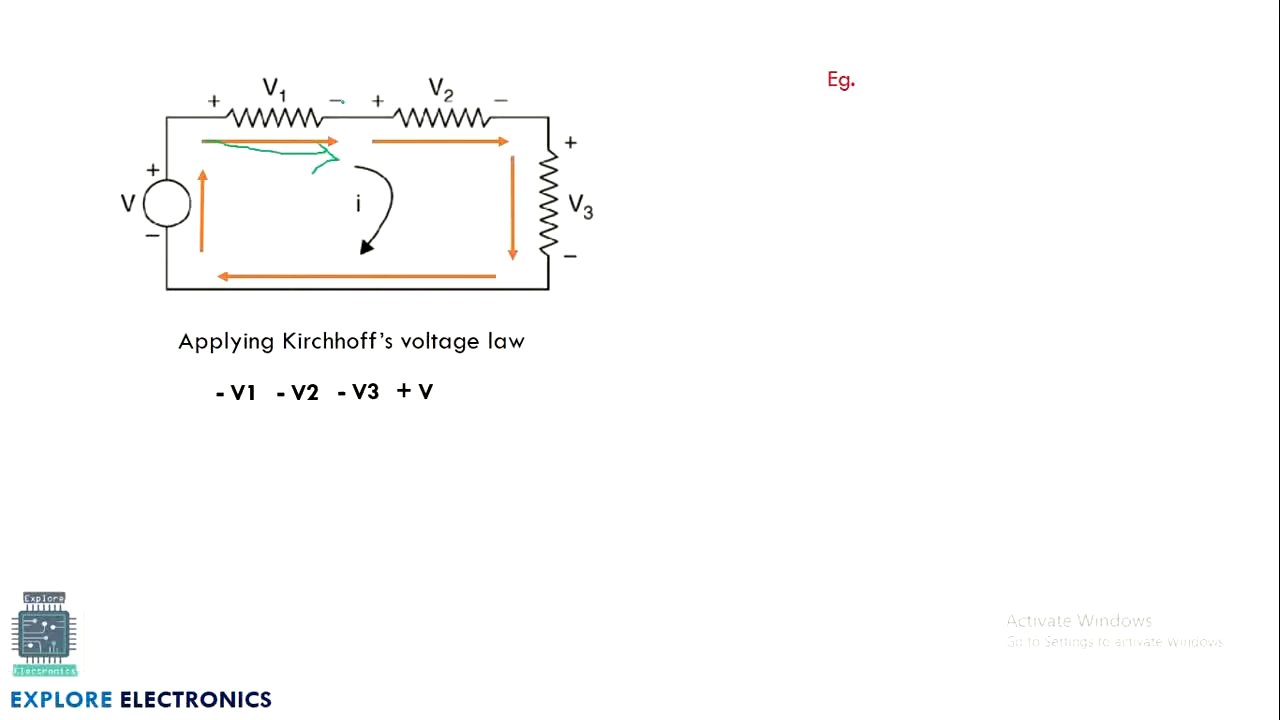 Eg.
V1
V2
+ − + −
+
+
V
i
V3
−
−
Applying Kirchhoff's voltage law
- V1 - V2 - V3 + V
Explore
Electronics
EXPLORE ELECTRONICS
Activate Windows
Go to Settings to activate Windows.